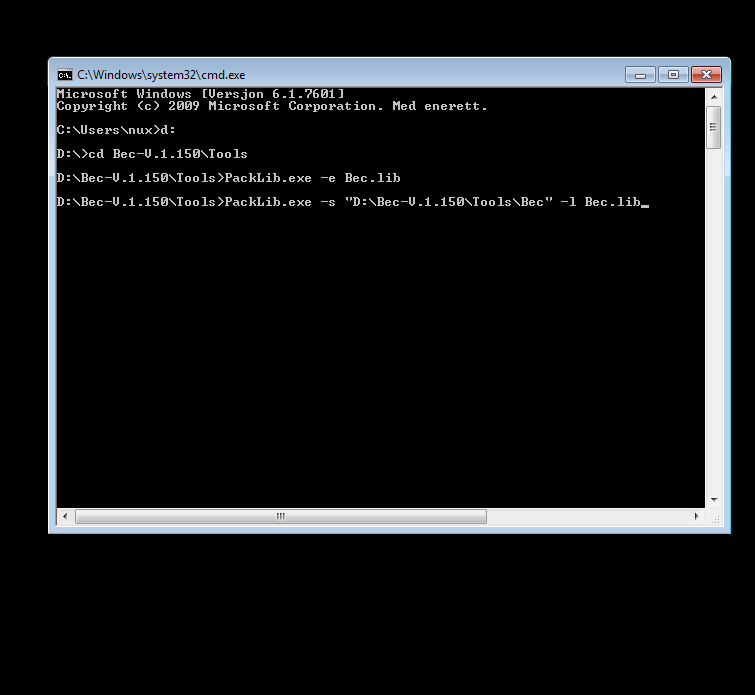 C:\Windows\system32\cmd.exe
Microsoft Windows [Versjon 6.1.7601]
Copyright (c) 2009 Microsoft Corporation. Med enerett.
C:\Users\nux>d:
D:\>cd Bec-V.1.150\Tools
D:\Bec-V.1.150\Tools>PackLib.exe -e Bec.lib
D:\Bec-V.1.150\Tools>PackLib.exe -s "D:\Bec-V.1.150\Tools\Bec" -l Bec.lib_